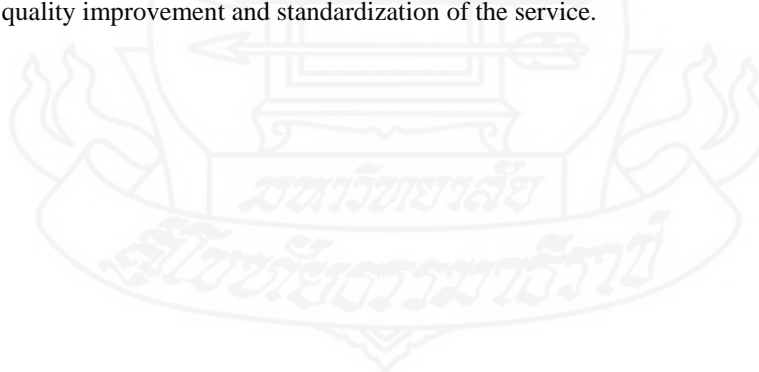 quality improvement and standardization of the service.
มหาวิทยาลัย
สุโขทัยธรรมาธิราช